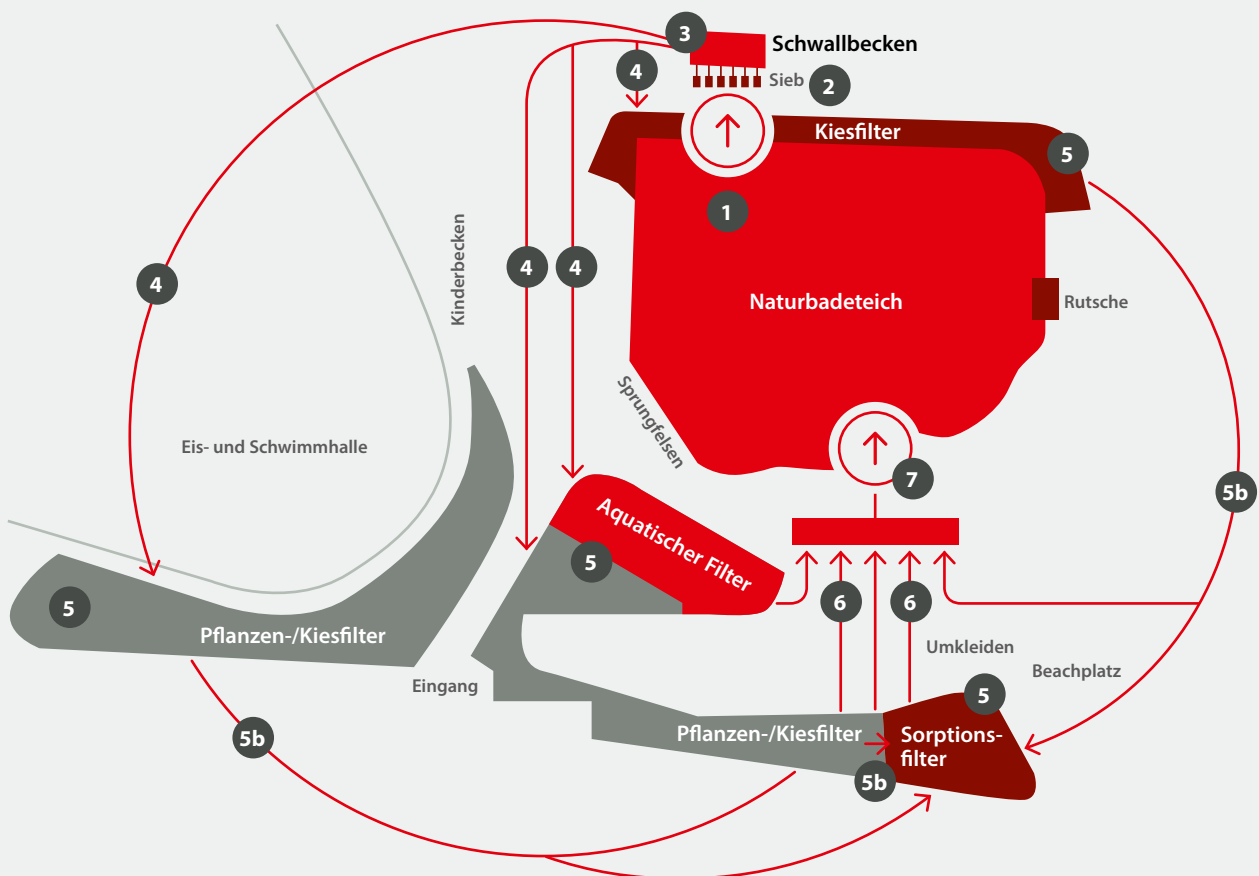 3
Schwallbecken
4
Sieb
2
Kiesfilter
5
1
Kinderbecken
4
4
4
Naturbadeteich
Rutsche
Sprungfelsen
Eis- und Schwimmhalle
7
5b
Aquatischer Filter
5
5
6
6
Pflanzen-/Kiesfilter
Umkleiden
Beachplatz
Eingang
5
5b
Pflanzen-/Kiesfilter
Sorptions-
filter
5b